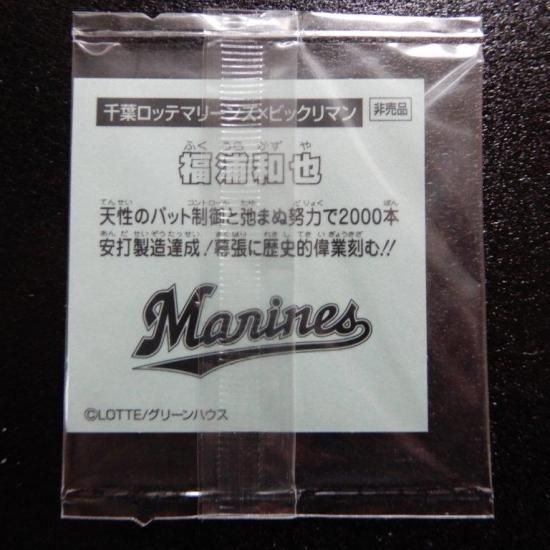 千葉ロッテマリーンズ×ビックリマン 非売品
ふく うら かず や
福浦和也
てんせい コントロール たゆ どりょく ぽん
天性のバット制御と弛まぬ努力で2000本
あん だ せいぞうたっせい まくはり れきしてき いぎょうきざ
安打製造達成!幕張に歴史的偉業刻む!!
Marines
©LOTTE/グリーンハウス